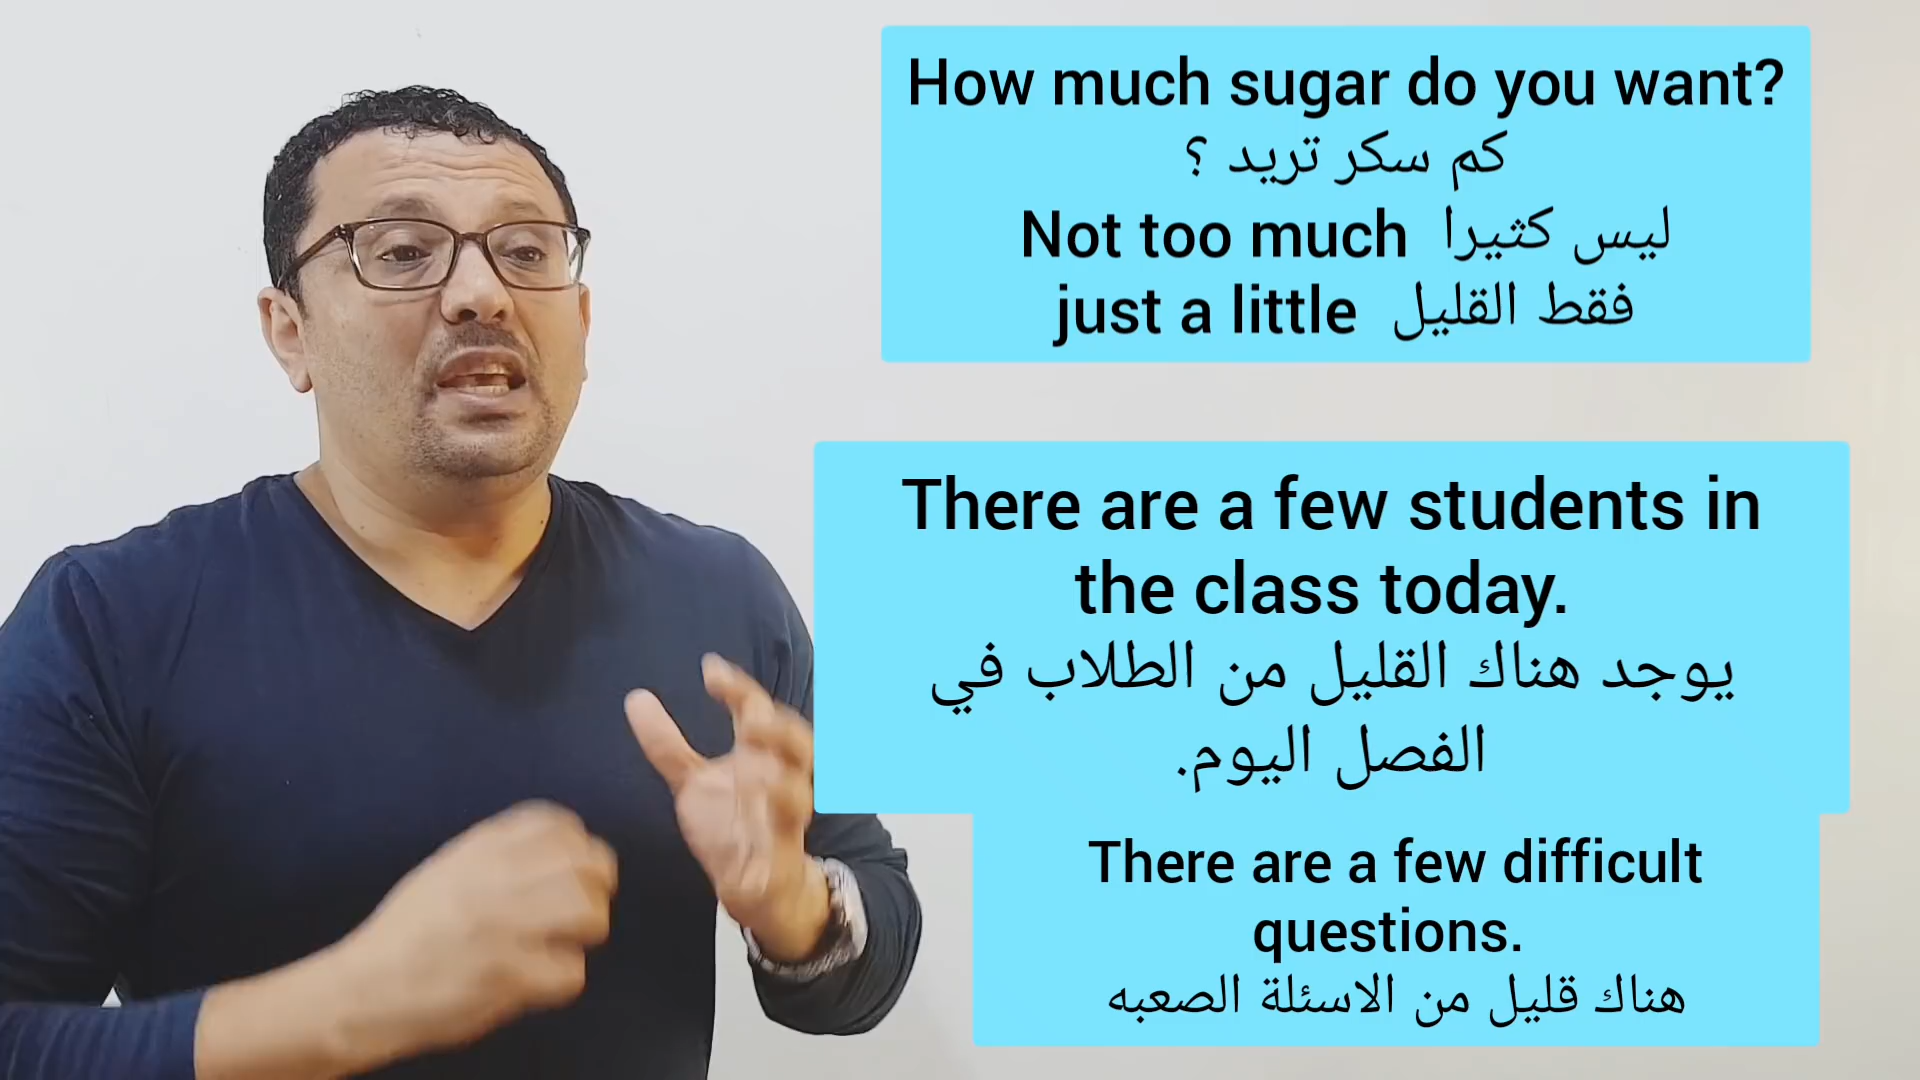 How much sugar do you want?
كم سكر تريد ؟
Not too much ليس كثيرا
just a little فقط القليل
There are a few students in
the class today.
يوجد هناك القليل من الطلاب في
الفصل اليوم.
There are a few difficult
questions.
هناك قليل من الاسئلة الصعبه